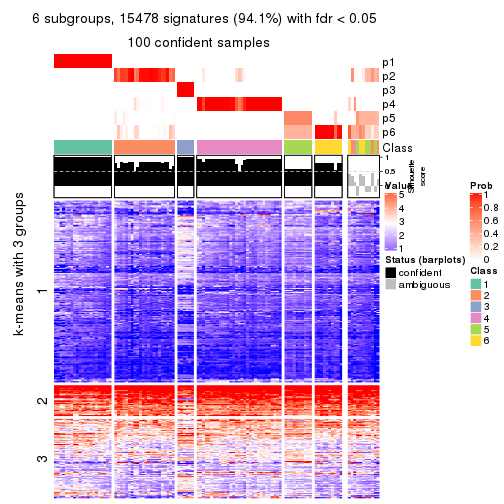 6 subgroups, 15478 signatures (94.1%) with fdr < 0.05
100 confident samples
p1
p2
p3
p4
p5
p6
Class
1
0.5
0
Silhouette
score
k-means with 3 groups
1
2
3
Value
5
4
3
2
1
Status (barplots)
confident
ambiguous
Prob
1
0.8
0.6
0.4
0.2
0
Class
1
2
3
4
5
6